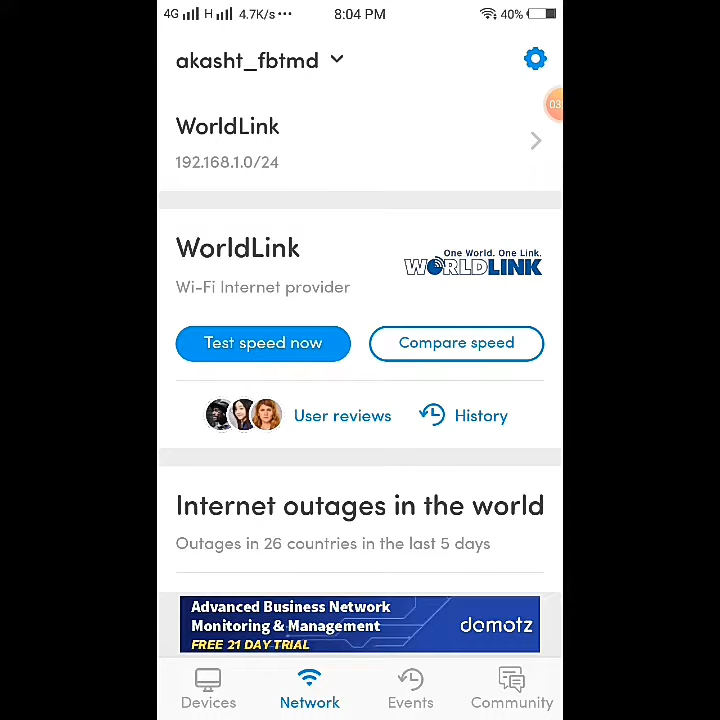 4G H 4.7K/s ••• 8:04 PM 40%
akasht_fbtmd
03
WorldLink
192.168.1.0/24
WorldLink
One World. One Link.
WORLDLINK
Wi-Fi Internet provider
Test speed now Compare speed
User reviews History
Internet outages in the world
Outages in 26 countries in the last 5 days
Advanced Business Network
Monitoring & Management
FREE 21 DAY TRIAL
domotz
Devices Network Events Community